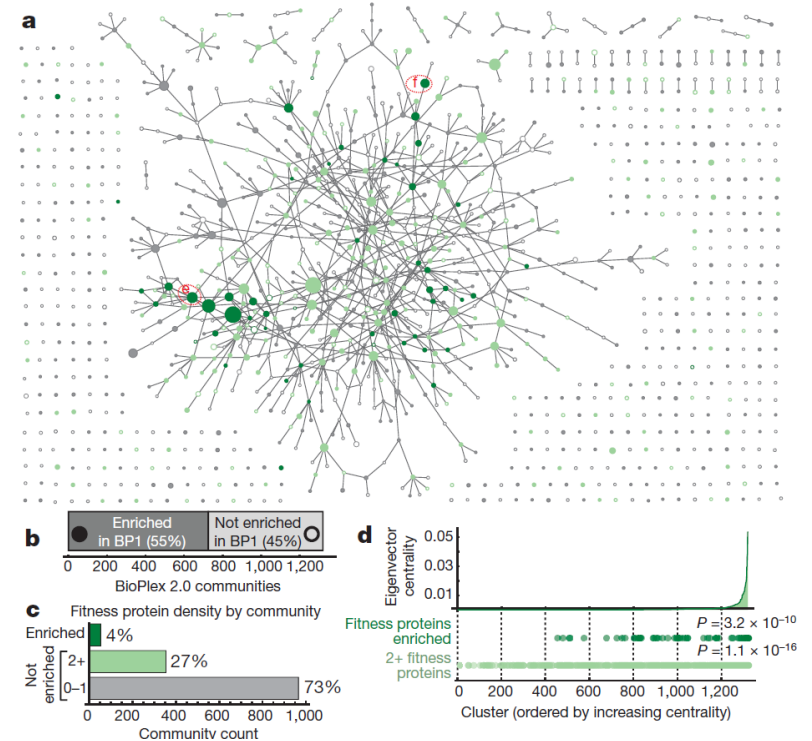 a
f
e
b
Enriched
in BP1 (55%)
Not enriched
in BP1 (45%)
0 200 400 600 800 1,000 1,200
BioPlex 2.0 communities
c
Fitness protein density by community
Enriched
4%
Not
enriched
2+
27%
0–1
73%
0 200 400 600 800 1,000
Community count
d
Eigenvector
centrality
0.05
0.03
0.01
Fitness proteins
enriched
P = 3.2 × 10⁻¹⁰
2+ fitness
proteins
P = 1.1 × 10⁻¹⁶
0 200 400 600 800 1,000 1,200
Cluster (ordered by increasing centrality)